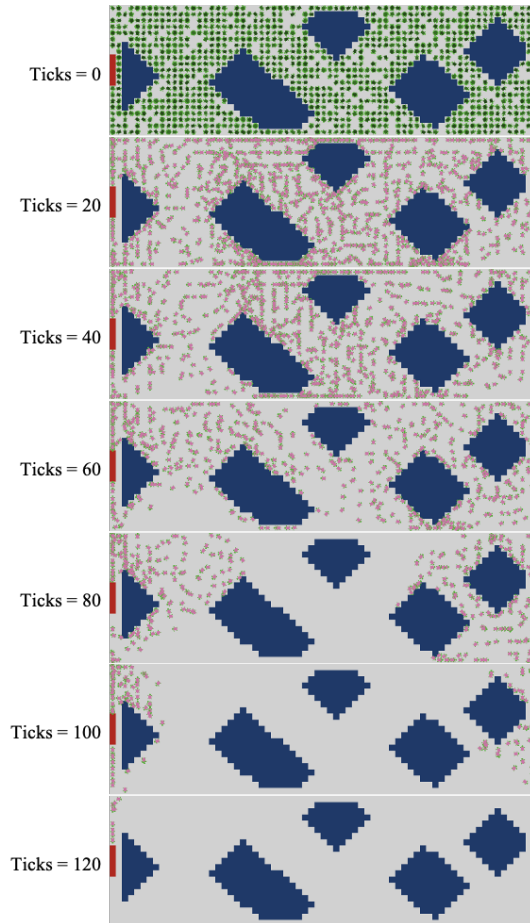 Ticks = 0
Ticks = 20
Ticks = 40
Ticks = 60
Ticks = 80
Ticks = 100
Ticks = 120